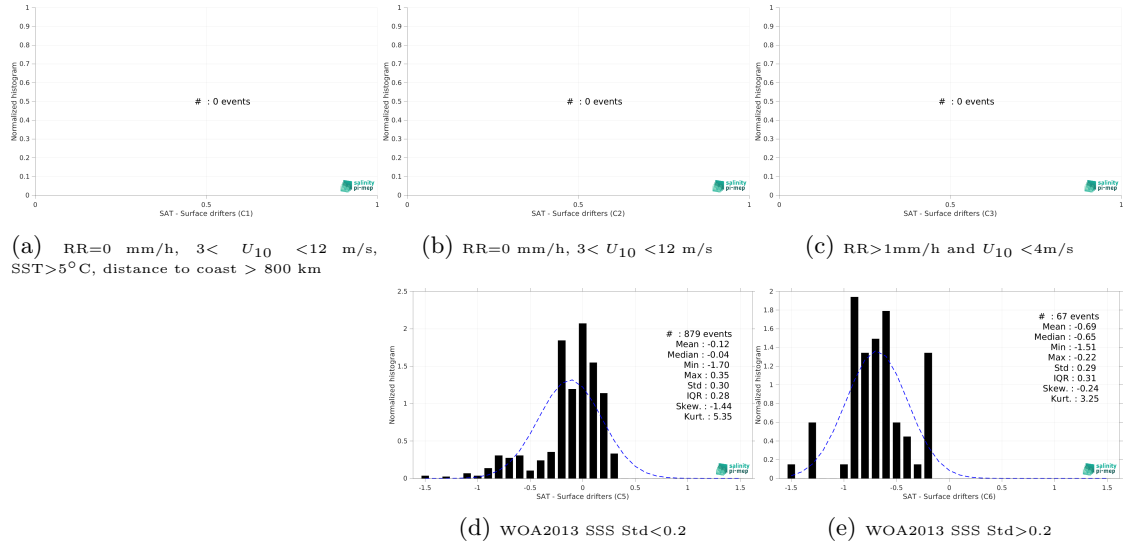 1
0.9
0.8
0.7
0.6
0.5
0.4
0.3
0.2
0.1
0
Normalized histogram
# : 0 events
salinity
pi-mep
0 0.5 1
SAT - Surface drifters (C1)
(a) RR=0 mm/h, 3< U10 <12 m/s,
SST>5°C, distance to coast > 800 km
1
0.9
0.8
0.7
0.6
0.5
0.4
0.3
0.2
0.1
0
Normalized histogram
# : 0 events
salinity
pi-mep
0 0.5 1
SAT - Surface drifters (C2)
(b) RR=0 mm/h, 3< U10 <12 m/s
1
0.9
0.8
0.7
0.6
0.5
0.4
0.3
0.2
0.1
0
Normalized histogram
# : 0 events
salinity
pi-mep
0 0.5 1
SAT - Surface drifters (C3)
(c) RR>1mm/h and U10 <4m/s
2.5
2
1.5
1
0.5
0
Normalized histogram
# : 879 events
Mean : -0.12
Median : -0.04
Min : -1.70
Max : 0.35
Std : 0.30
IQR : 0.28
Skew. : -1.44
Kurt. : 5.35
salinity
pi-mep
-1.5 -1 -0.5 0 0.5 1 1.5
SAT - Surface drifters (C5)
(d) WOA2013 SSS Std<0.2
2
1.8
1.6
1.4
1.2
1
0.8
0.6
0.4
0.2
0
Normalized histogram
# : 67 events
Mean : -0.69
Median : -0.65
Min : -1.51
Max : -0.22
Std : 0.29
IQR : 0.31
Skew. : -0.24
Kurt. : 3.25
salinity
pi-mep
-1.5 -1 -0.5 0 0.5 1 1.5
SAT - Surface drifters (C6)
(e) WOA2013 SSS Std>0.2